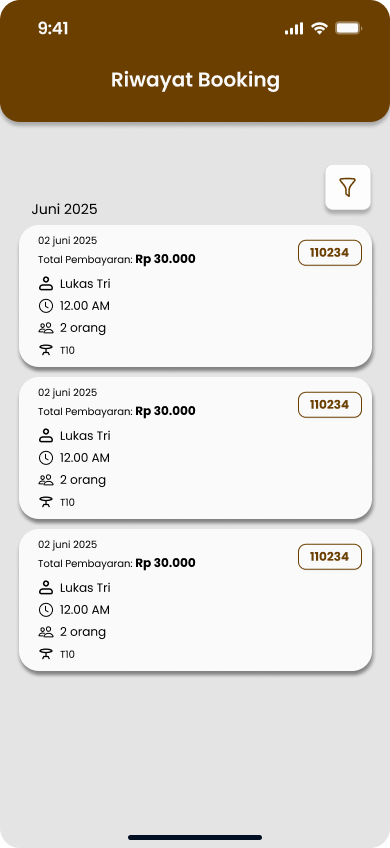 9:41
Riwayat Booking
Juni 2025
02 juni 2025
Total Pembayaran: Rp 30.000
110234
Lukas Tri
12.00 AM
2 orang
T10
02 juni 2025
Total Pembayaran: Rp 30.000
110234
Lukas Tri
12.00 AM
2 orang
T10
02 juni 2025
Total Pembayaran: Rp 30.000
110234
Lukas Tri
12.00 AM
2 orang
T10